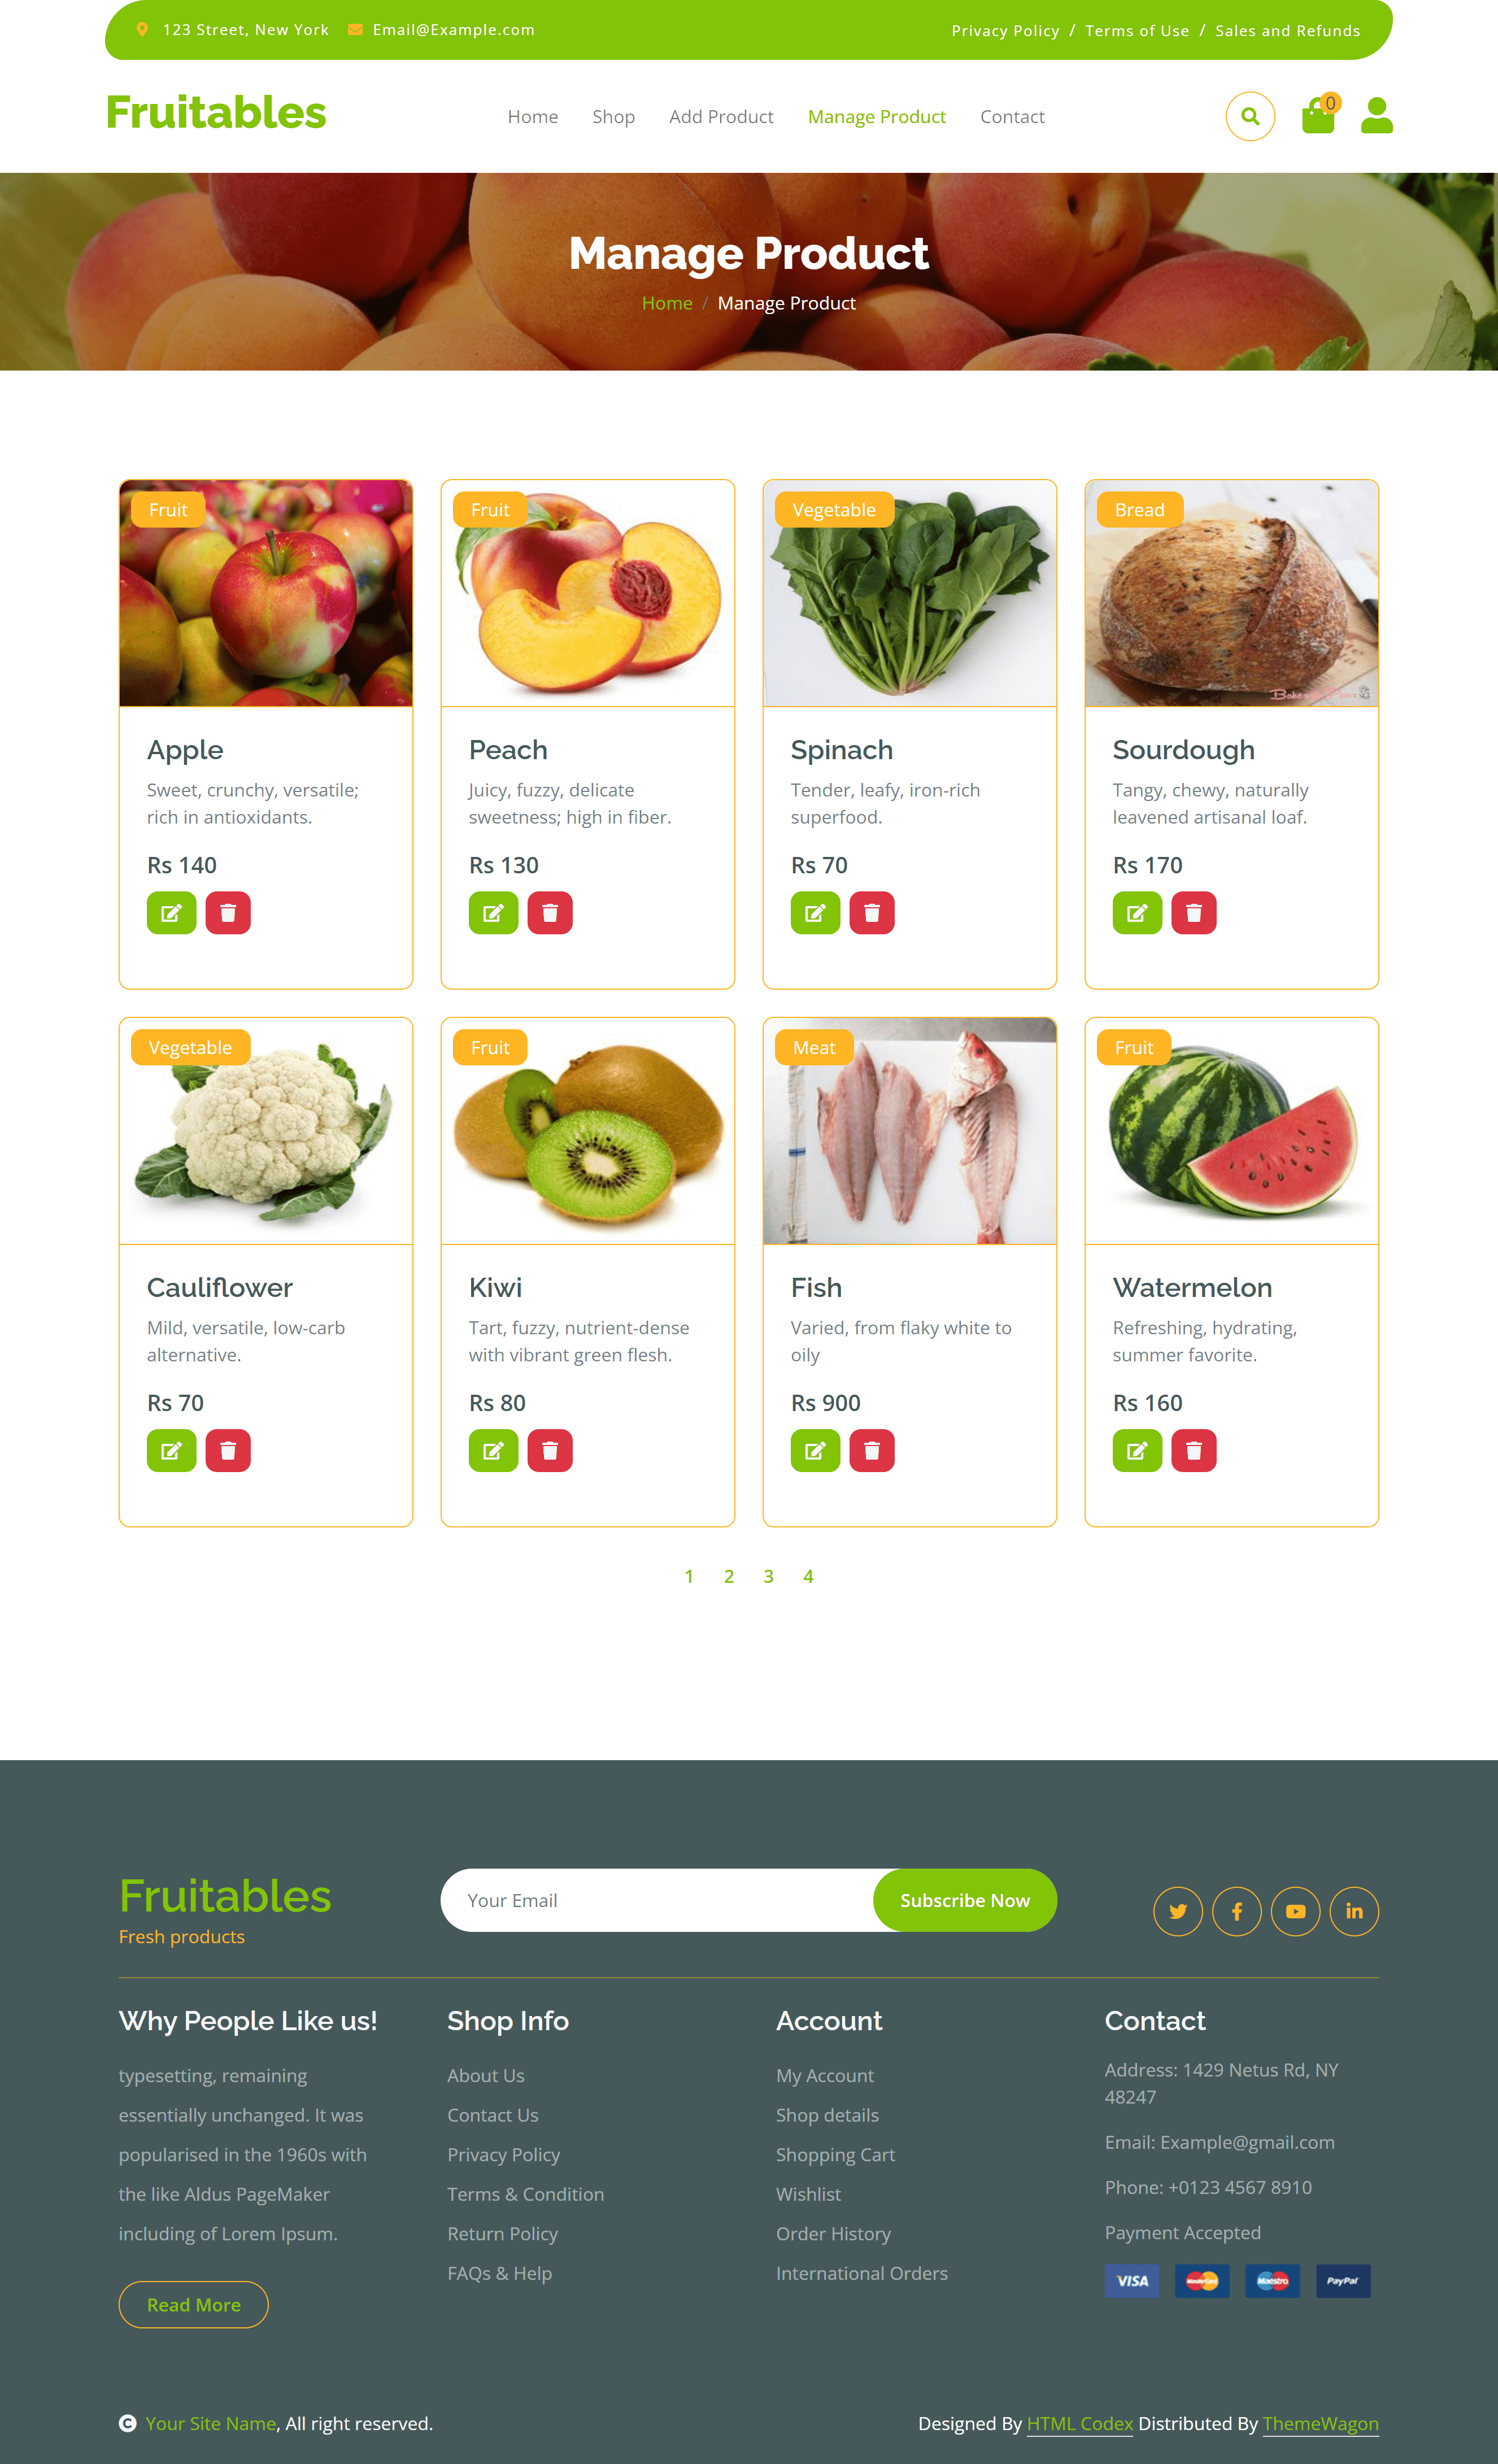 123 Street, New York Email@Example.com Privacy Policy / Terms of Use / Sales and Refunds
Fruitables
Home Shop Add Product Manage Product Contact
0
Manage Product
Home / Manage Product
Fruit Fruit Vegetable Bread
Apple
Sweet, crunchy, versatile;
rich in antioxidants.
Rs 140
Peach
Juicy, fuzzy, delicate
sweetness; high in fiber.
Rs 130
Spinach
Tender, leafy, iron-rich
superfood.
Rs 70
Sourdough
Tangy, chewy, naturally
leavened artisanal loaf.
Rs 170
Vegetable Fruit Meat Fruit
Cauliflower
Mild, versatile, low-carb
alternative.
Rs 70
Kiwi
Tart, fuzzy, nutrient-dense
with vibrant green flesh.
Rs 80
Fish
Varied, from flaky white to
oily
Rs 900
Watermelon
Refreshing, hydrating,
summer favorite.
Rs 160
1 2 3 4
Fruitables
Fresh products
Your Email
Subscribe Now
Why People Like us!
typesetting, remaining
essentially unchanged. It was
popularised in the 1960s with
the like Aldus PageMaker
including of Lorem Ipsum.
Read More
Shop Info
About Us
Contact Us
Privacy Policy
Terms & Condition
Return Policy
FAQs & Help
Account
My Account
Shop details
Shopping Cart
Wishlist
Order History
International Orders
Contact
Address: 1429 Netus Rd, NY
48247
Email: Example@gmail.com
Phone: +0123 4567 8910
Payment Accepted
VISA MasterCard Maestro PayPal
Your Site Name, All right reserved.
Designed By HTML Codex Distributed By ThemeWagon